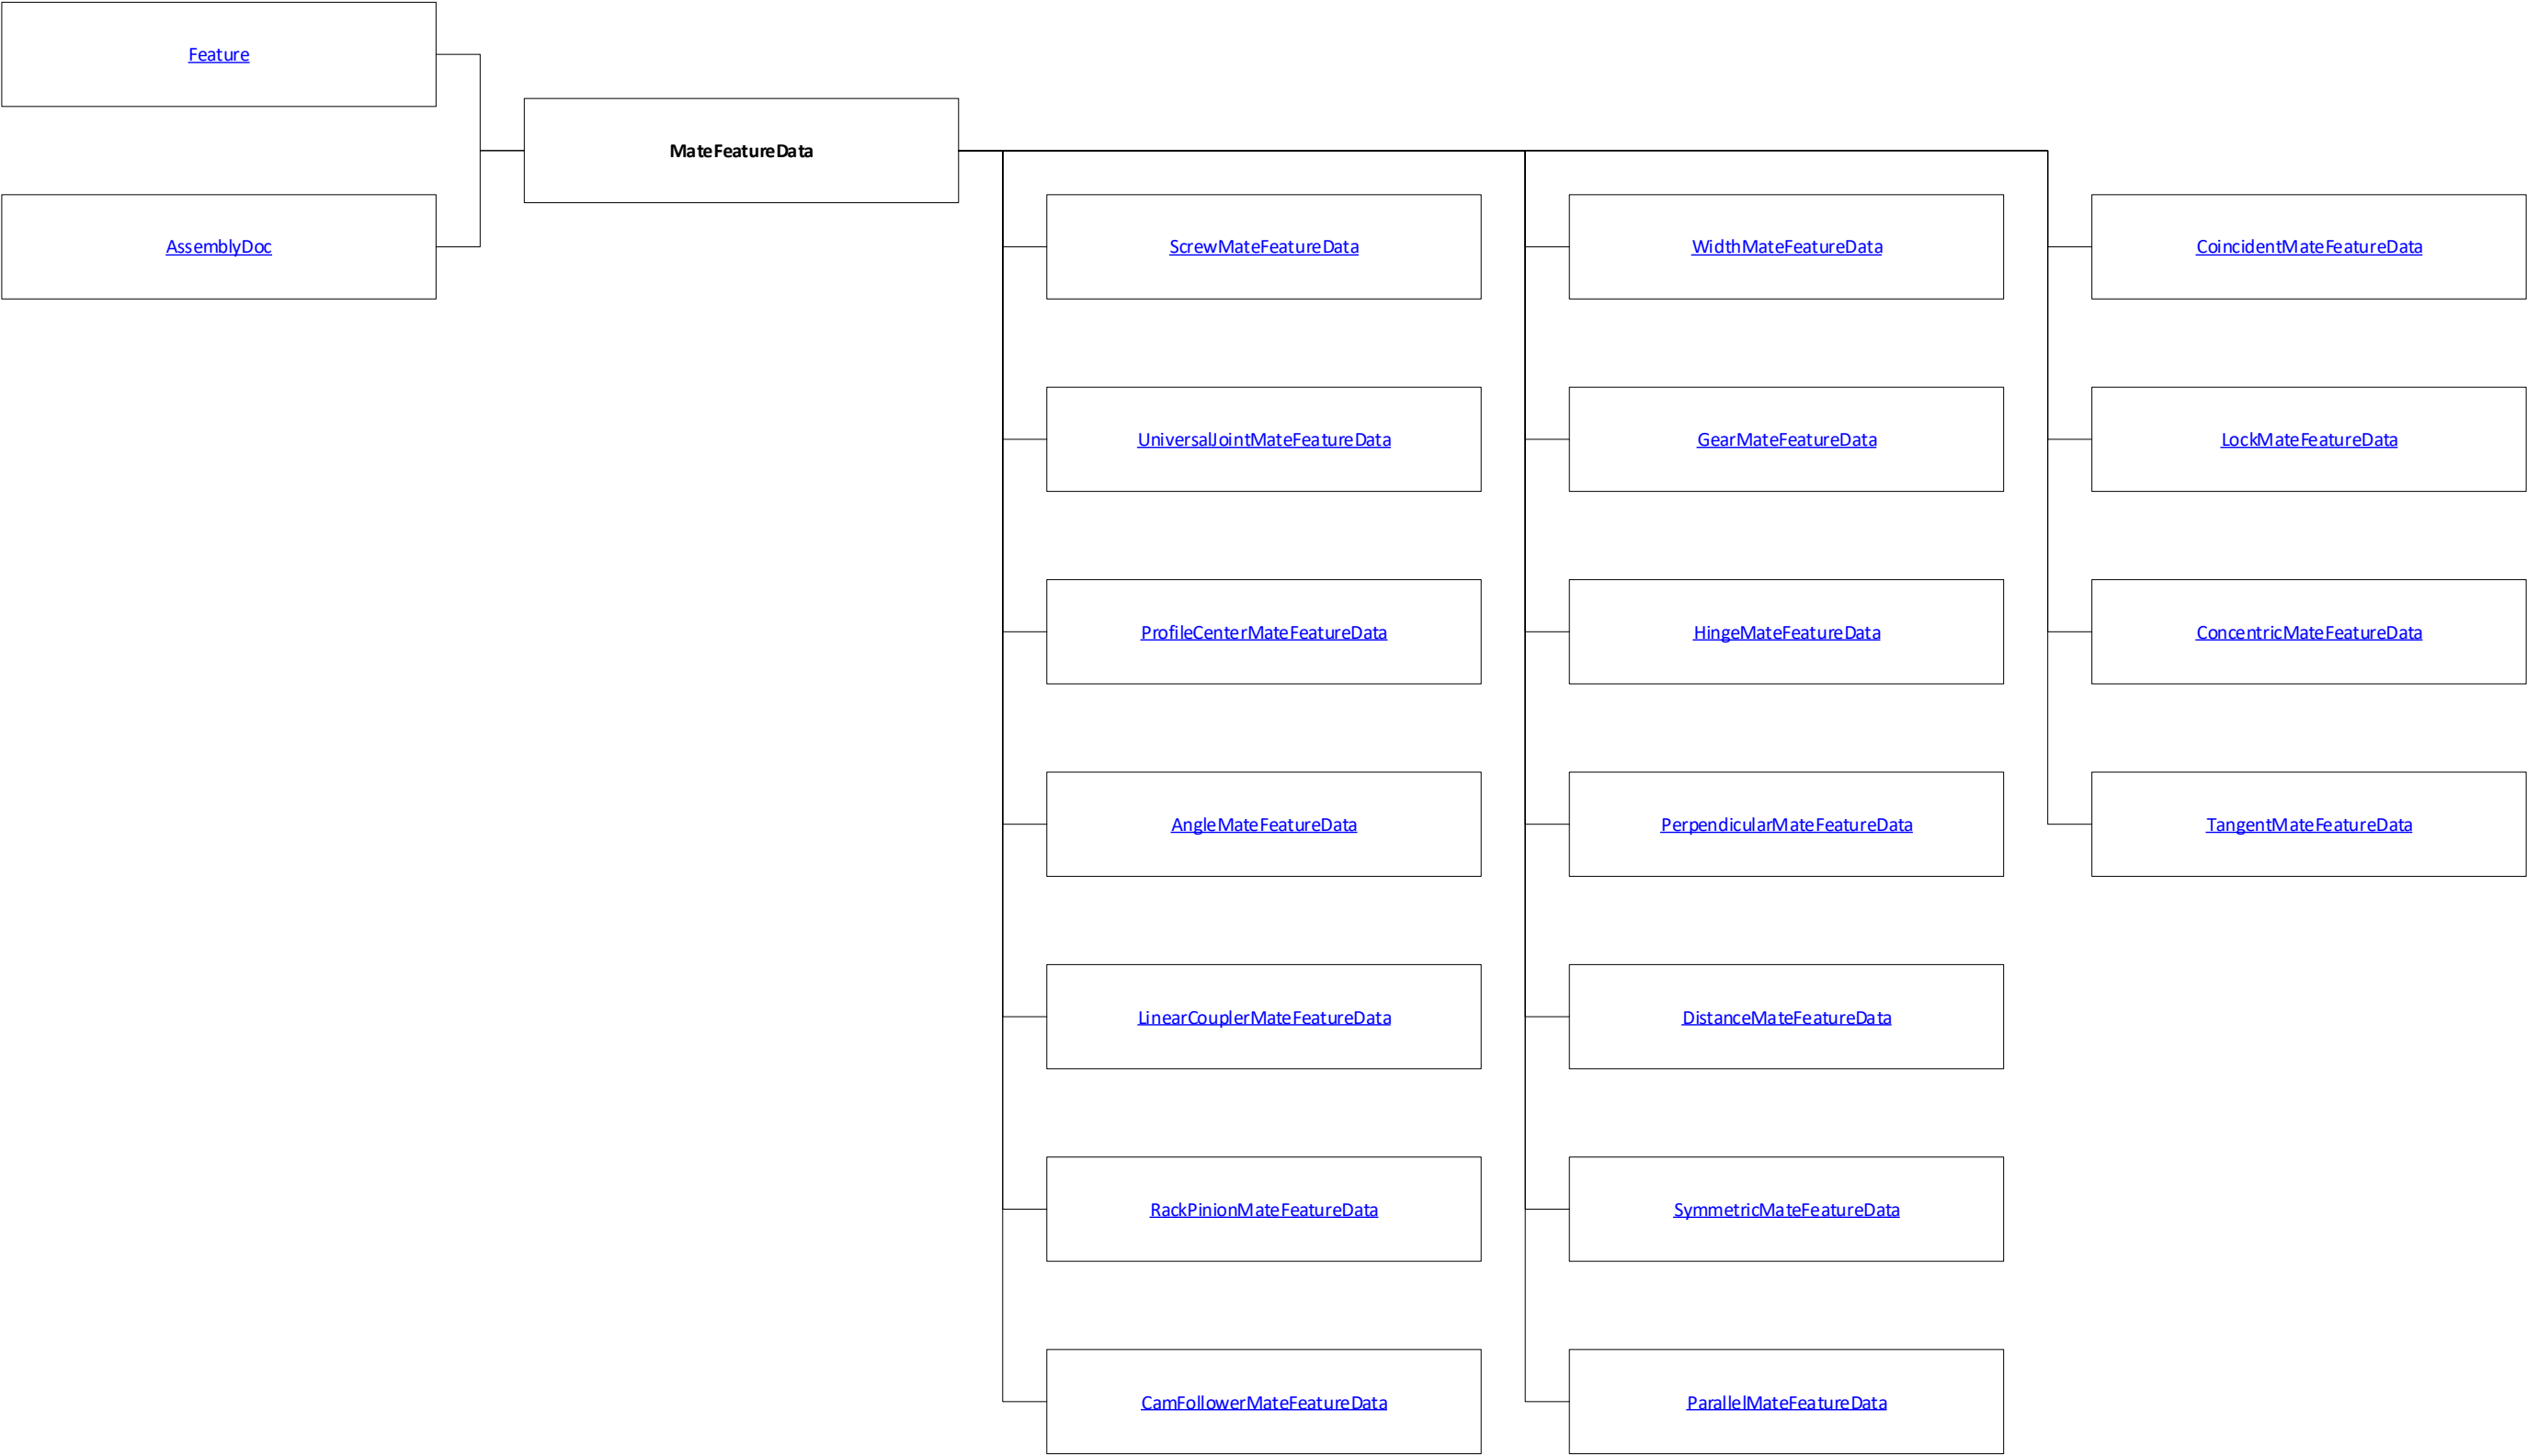 Feature
MateFeatureData
AssemblyDoc
ScrewMateFeatureData
WidthMateFeatureData
CoincidentMateFeatureData
UniversalJointMateFeatureData
GearMateFeatureData
LockMateFeatureData
ProfileCenterMateFeatureData
HingeMateFeatureData
ConcentricMateFeatureData
AngleMateFeatureData
PerpendicularMateFeatureData
TangentMateFeatureData
LinearCouplerMateFeatureData
DistanceMateFeatureData
RackPinionMateFeatureData
SymmetricMateFeatureData
CamFollowerMateFeatureData
ParallelMateFeatureData